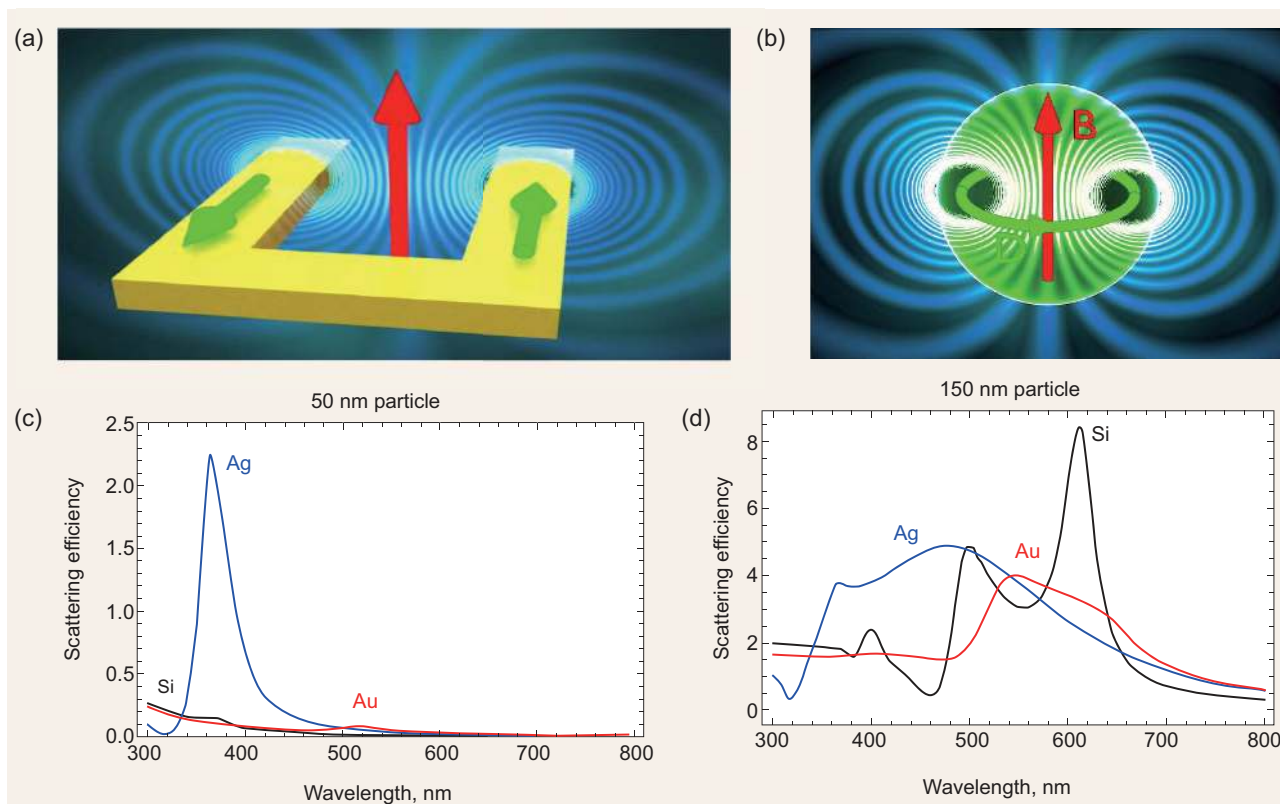 (a)
(b)
B
D
50 nm particle
150 nm particle
(c)
(d)
2.5
2.0
1.5
1.0
0.5
0.0
Scattering efficiency
Ag
Si
Au
300 400 500 600 700 800
Wavelength, nm
8
6
4
2
0
Scattering efficiency
Si
Ag
Au
300 400 500 600 700 800
Wavelength, nm